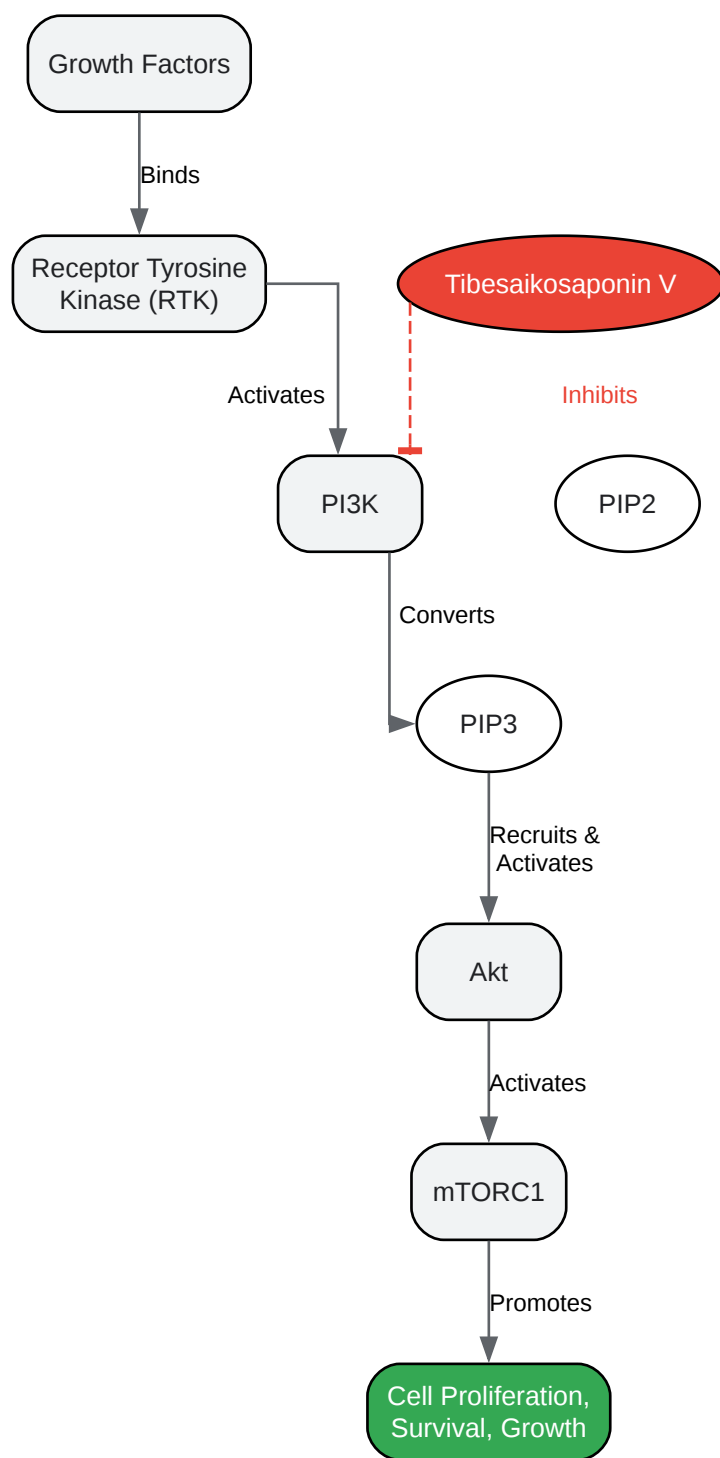 Growth Factors
Binds
Receptor Tyrosine
Kinase (RTK)
Tibesaikosaponin V
Activates
Inhibits
PI3K
PIP2
Converts
PIP3
Recruits &
Activates
Akt
Activates
mTORC1
Promotes
Cell Proliferation,
Survival, Growth